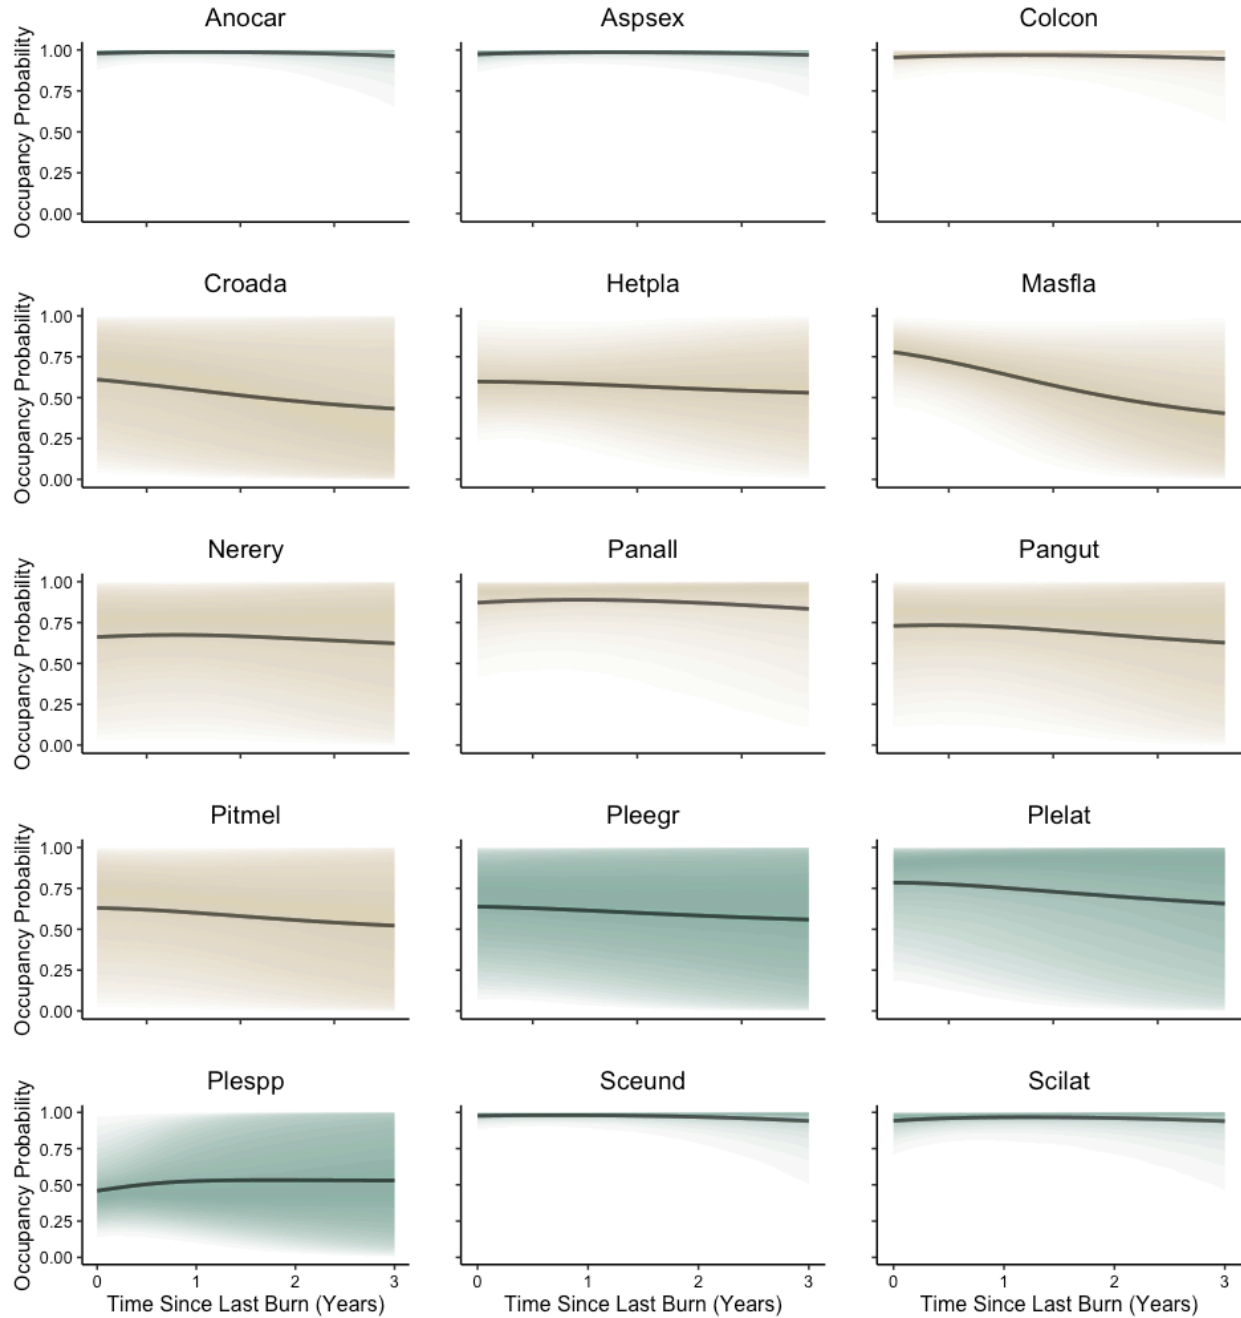 Anocar
Aspsex
Colcon
Occupancy Probability
1.00
0.75
0.50
0.25
0.00
Croada
Hetpla
Masfla
Occupancy Probability
1.00
0.75
0.50
0.25
0.00
Nerery
Panall
Pangut
Occupancy Probability
1.00
0.75
0.50
0.25
0.00
Pitmel
Pleegr
Plelat
Occupancy Probability
1.00
0.75
0.50
0.25
0.00
Plespp
Sceund
Scilat
Occupancy Probability
1.00
0.75
0.50
0.25
0.00
0 1 2 3
0 1 2 3
0 1 2 3
Time Since Last Burn (Years)
Time Since Last Burn (Years)
Time Since Last Burn (Years)